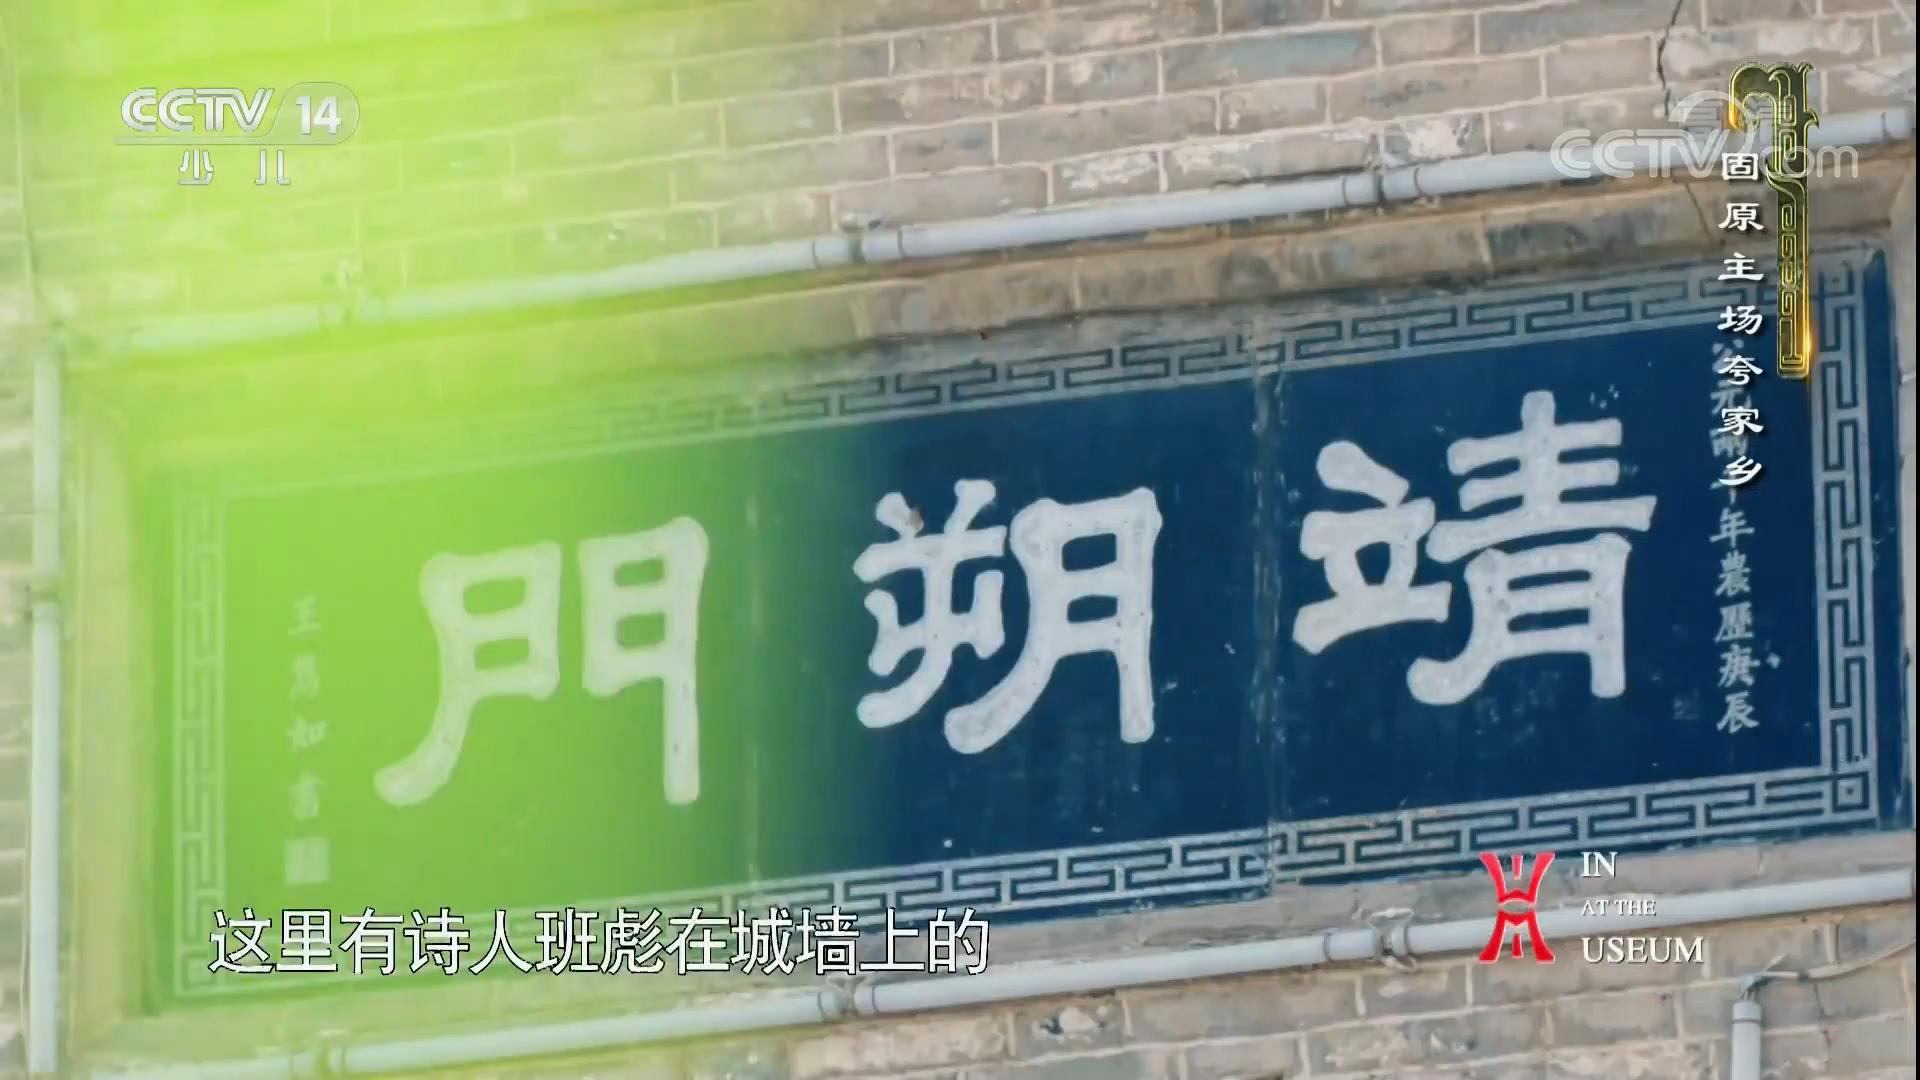 CCTV 14
少儿
CCTV.com
固原主场夸家乡
靖朔門
年農歷庚辰
如書
IN
AT THE
USEUM
这里有诗人班彪在城墙上的